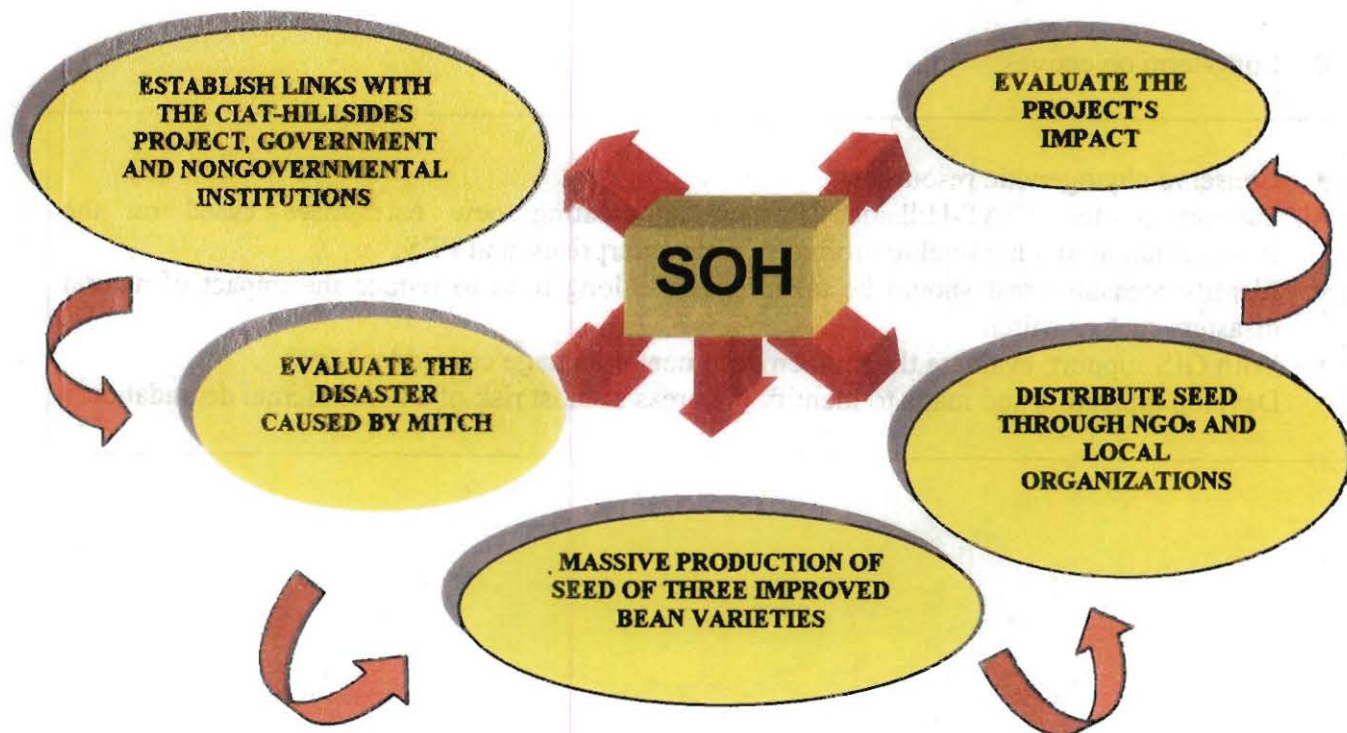 ESTABLISH LINKS WITH
THE CIAT-HILLSIDES
PROJECT, GOVERNMENT
AND NONGOVERNMENTAL
INSTITUTIONS
EVALUATE THE
PROJECT'S
IMPACT
SOH
EVALUATE THE
DISASTER
CAUSED BY MITCH
DISTRIBUTE SEED
THROUGH NGOs AND
LOCAL
ORGANIZATIONS
MASSIVE PRODUCTION OF
SEED OF THREE IMPROVED
BEAN VARIETIES